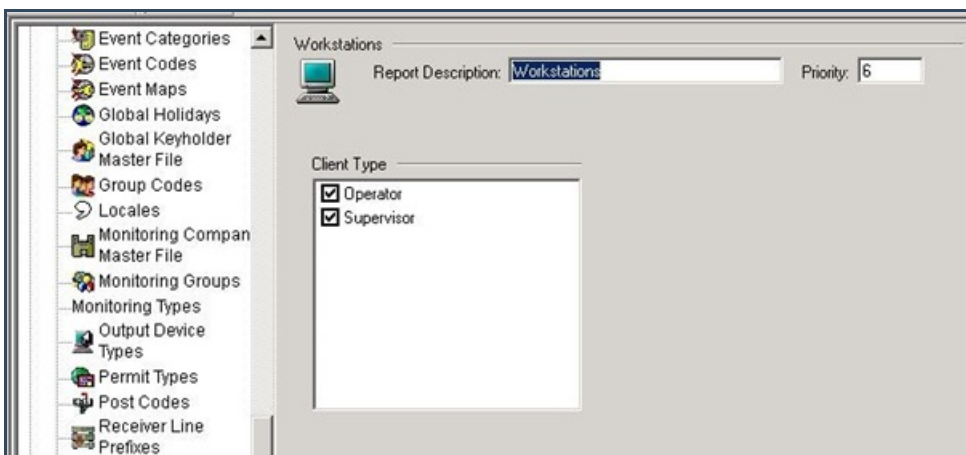 Event Categories
Event Codes
Event Maps
Global Holidays
Global Keyholder
Master File
Group Codes
Locales
Monitoring Compan
Master File
Monitoring Groups
Monitoring Types
Output Device
Types
Permit Types
Post Codes
Receiver Line
Prefixes
Workstations
Report Description: Workstations Priority: 6
Client Type
Operator
Supervisor